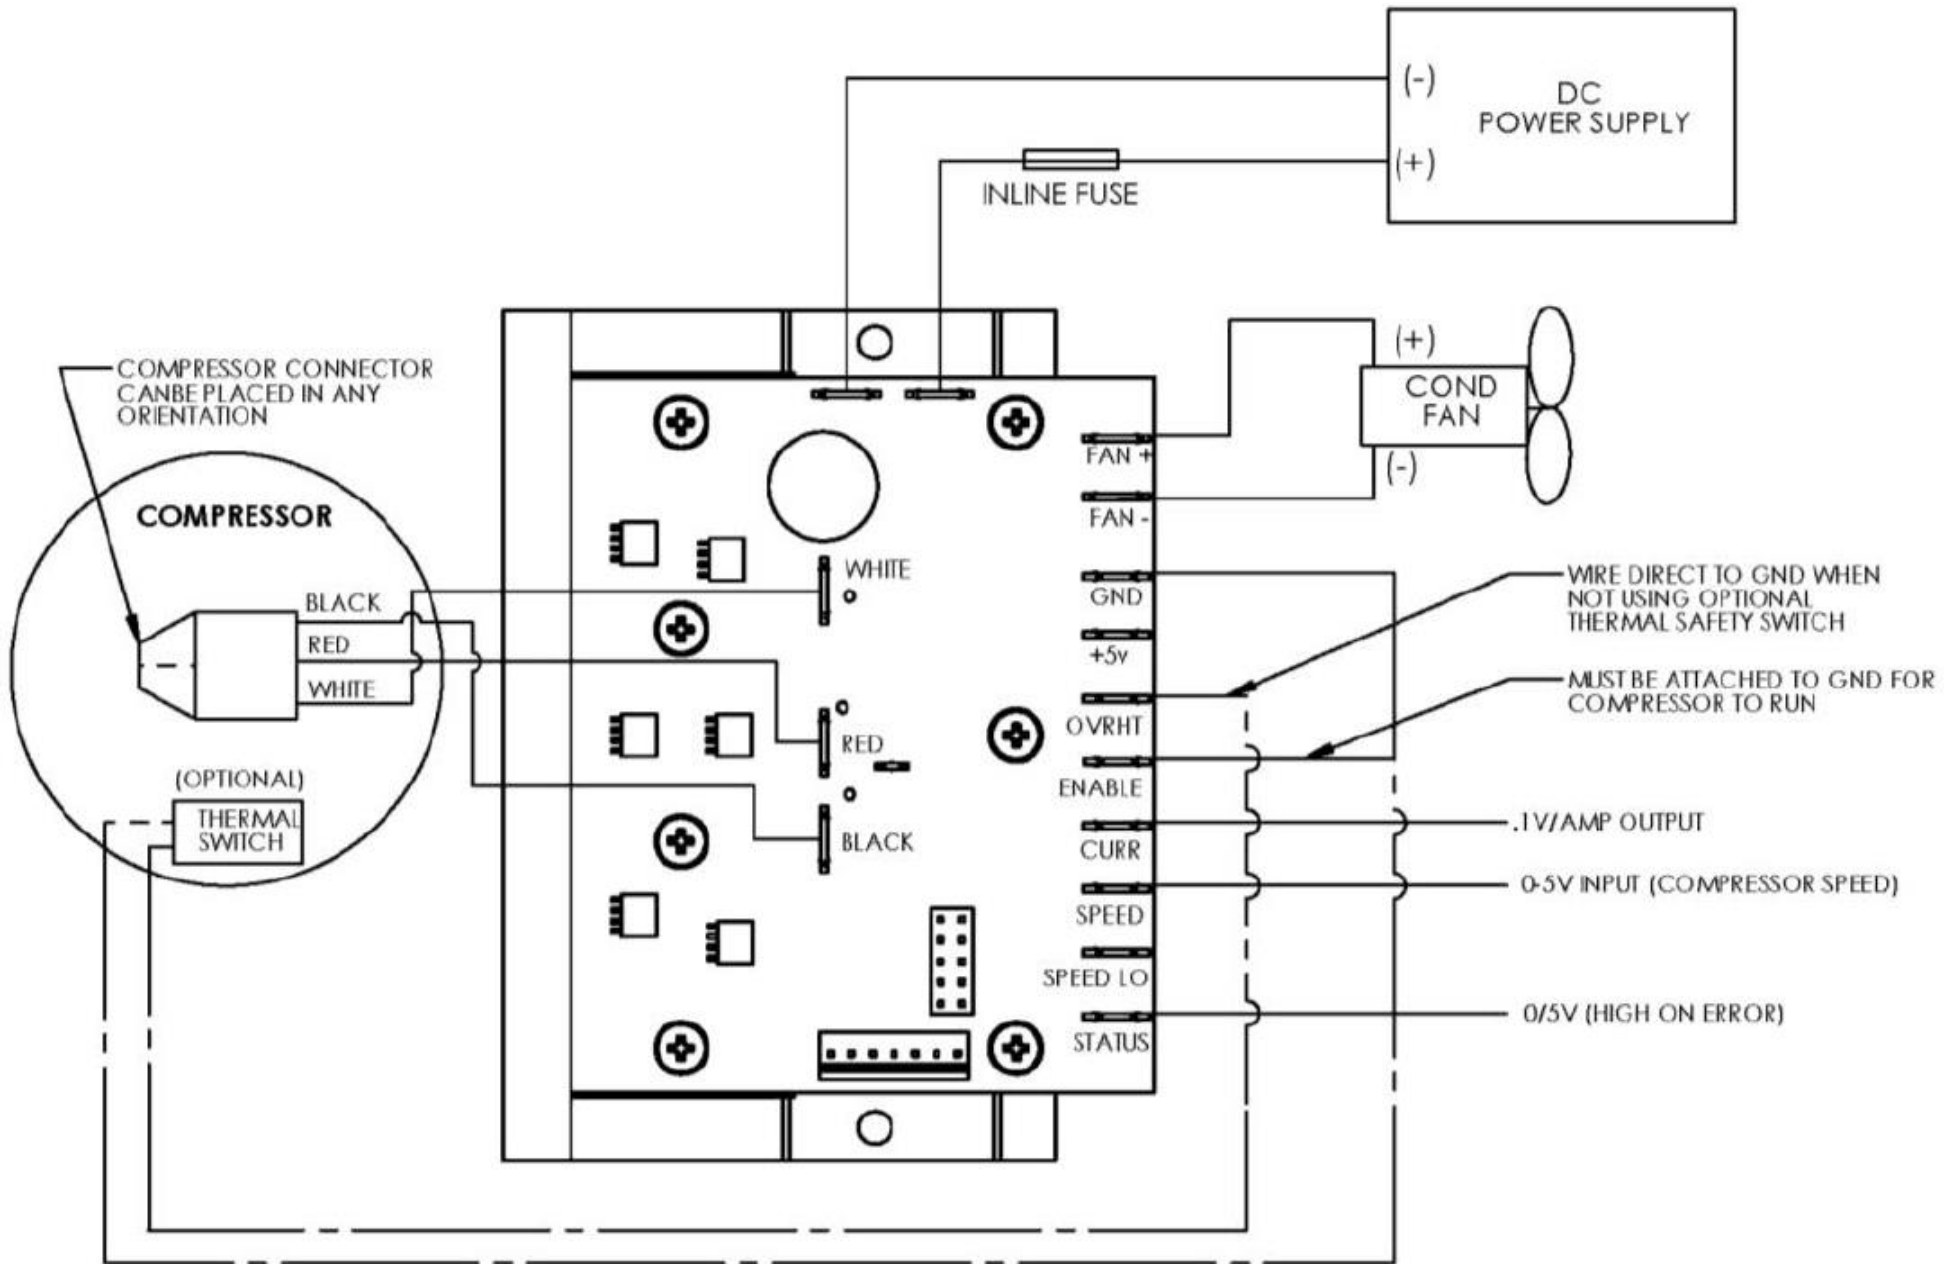 (-)
DC
POWER SUPPLY
(+)
INLINE FUSE
COMPRESSOR CONNECTOR
CANBE PLACED IN ANY
ORIENTATION
(+)
COND
FAN
(-)
FAN +
FAN -
COMPRESSOR
BLACK
RED
WHITE
(OPTIONAL)
THERMAL
SWITCH
WHITE
RED
BLACK
GND
+5v
OVRHT
ENABLE
CURR
SPEED
SPEED LO
STATUS
WIRE DIRECT TO GND WHEN
NOT USING OPTIONAL
THERMAL SAFETY SWITCH
MUST BE ATTACHED TO GND FOR
COMPRESSOR TO RUN
.1V/AMP OUTPUT
0-5V INPUT (COMPRESSOR SPEED)
0/5V (HIGH ON ERROR)